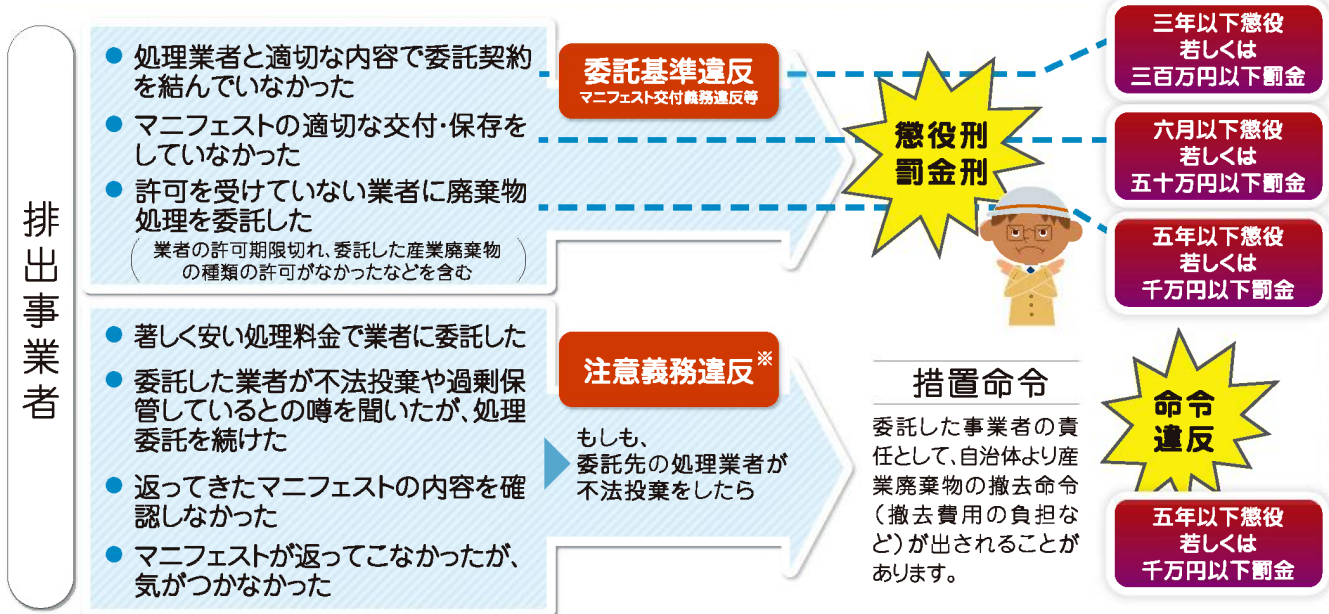 排出事業者
● 処理業者と適切な内容で委託契約
を結んでいなかった
● マニフェストの適切な交付・保存を
していなかった
● 許可を受けていない業者に廃棄物
処理を委託した
(業者の許可期限切れ、委託した産業廃棄物
の種類の許可がなかったなどを含む)
委託基準違反
マニフェスト交付義務違反等
懲役刑
罰金刑
三年以下懲役
若しくは
三百万円以下罰金
六月以下懲役
若しくは
五十万円以下罰金
五年以下懲役
若しくは
千万円以下罰金
● 著しく安い処理料金で業者に委託した
● 委託した業者が不法投棄や過剰保
管しているとの噂を聞いたが、処理
委託を続けた
● 返ってきたマニフェストの内容を確
認しなかった
● マニフェストが返ってこなかったが、
気がつかなかった
注意義務違反※
もしも、
委託先の処理業者が
不法投棄をしたら
措置命令
委託した事業者の責
任として、自治体より産
業廃棄物の撤去命令
(撤去費用の負担な
ど)が出されることが
あります。
命令
違反
五年以下懲役
若しくは
千万円以下罰金